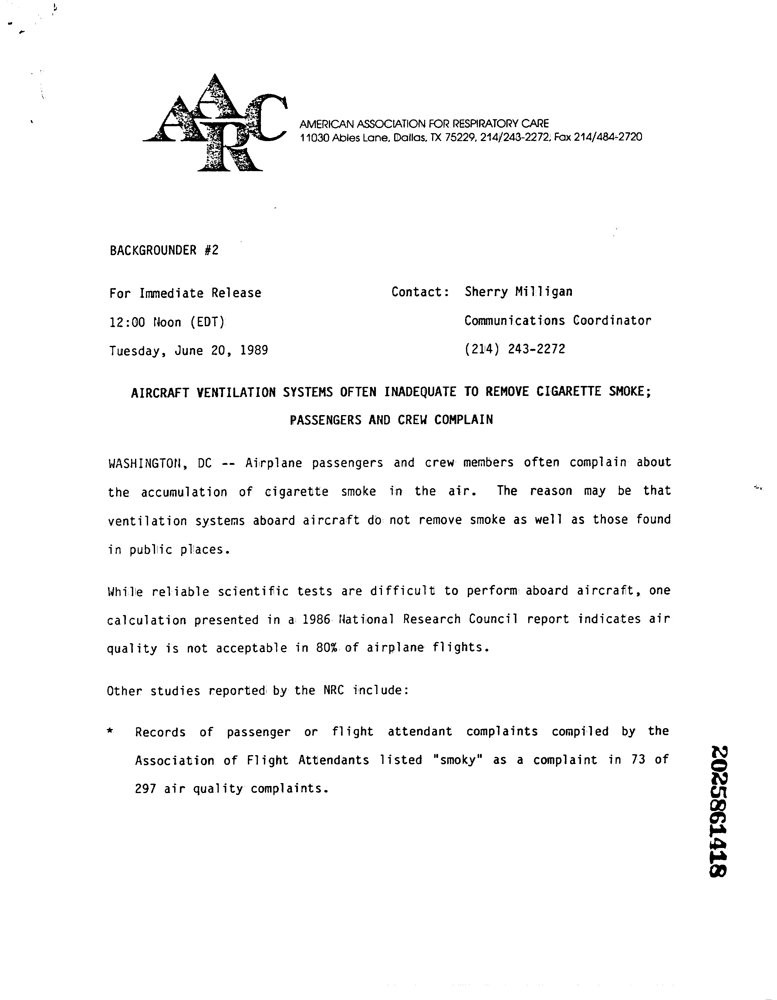 AARC
AMERICAN ASSOCIATION FOR RESPIRATORY CARE
11030 Ables Lane, Dallas, TX 75229, 214/243-2272, Fax 214/484-2720
BACKGROUNDER #2
For Immediate Release
Contact: Sherry Milligan
12:00 Noon (EDT)
Communications Coordinator
Tuesday, June 20, 1989
(214) 243-2272
AIRCRAFT VENTILATION SYSTEMS OFTEN INADEQUATE TO REMOVE CIGARETTE SMOKE;
PASSENGERS AND CREW COMPLAIN
WASHINGTON, DC -- Airplane passengers and crew members often complain about
the accumulation of cigarette smoke in the air. The reason may be that
ventilation systems aboard aircraft do not remove smoke as well as those found
in public places.
While reliable scientific tests are difficult to perform aboard aircraft, one
calculation presented in a 1986 National Research Council report indicates air
quality is not acceptable in 80% of airplane flights.
Other studies reported by the NRC include:
* Records of passenger or flight attendant complaints compiled by the
Association of Flight Attendants listed "smoky" as a complaint in 73 of
297 air quality complaints.
2025861418